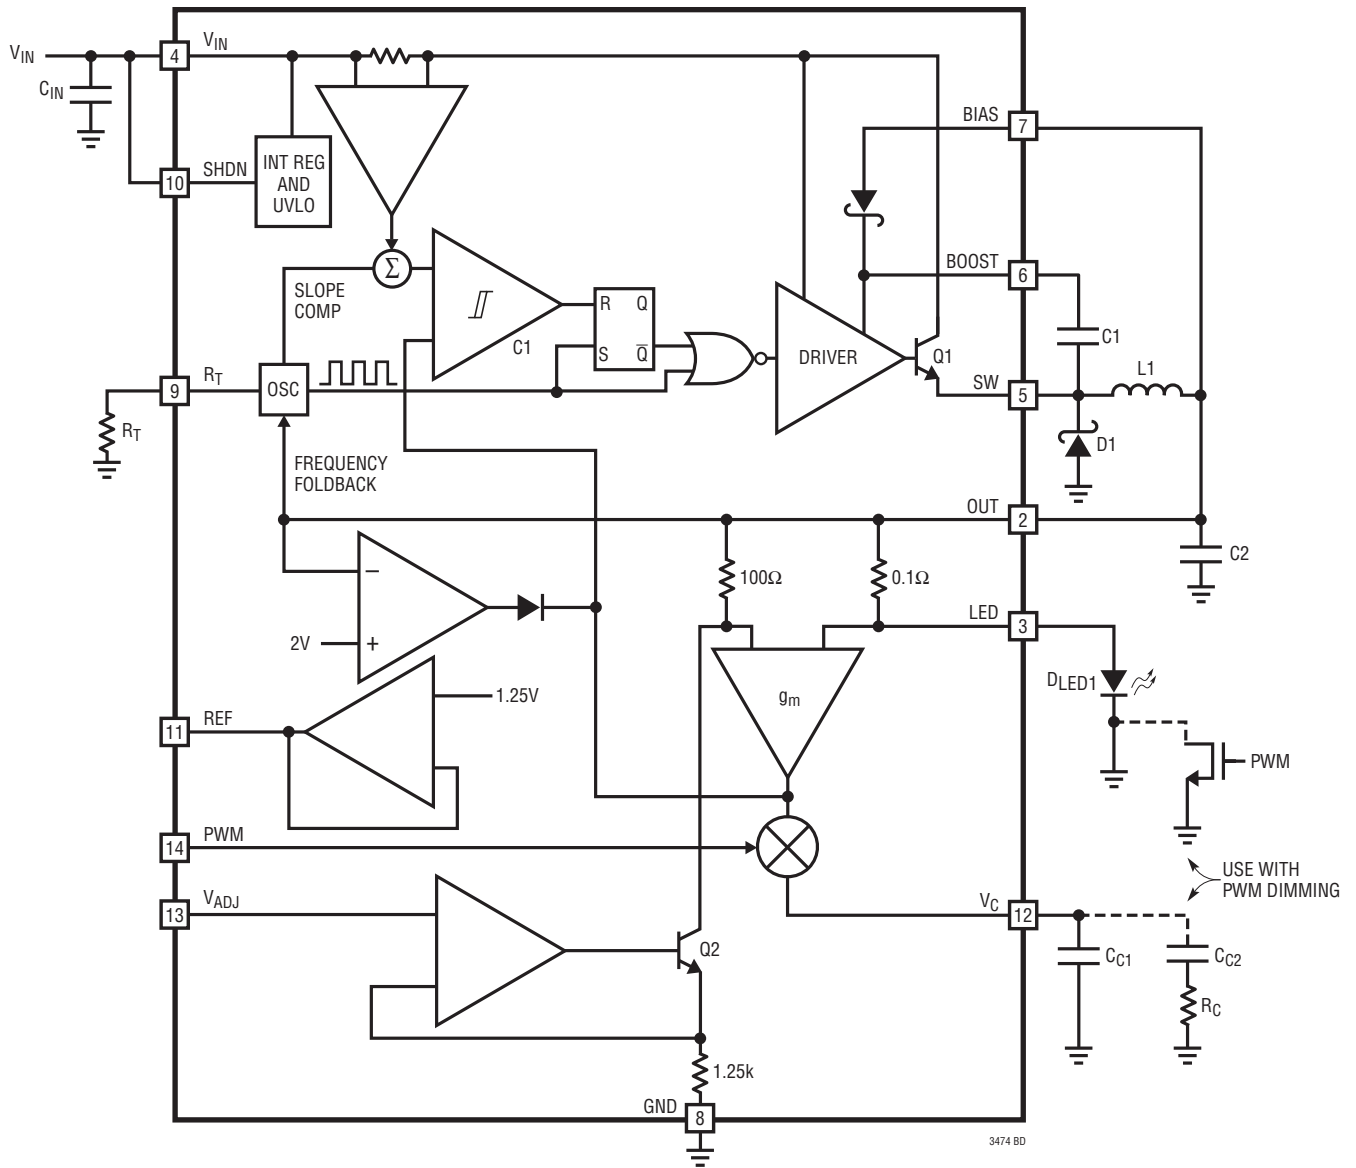 VIN
4
VIN
CIN
BIAS
7
SHDN
10
INT REG
AND
UVLO
Σ
BOOST
6
SLOPE
COMP
R Q
S Q̅
C1
DRIVER
Q1
C1
RT
9
OSC
SW
5
L1
RT
D1
FREQUENCY
FOLDBACK
OUT
2
C2
−
100Ω
0.1Ω
2V
+
LED
3
1.25V
gm
DLED1
REF
11
PWM
PWM
14
USE WITH
PWM DIMMING
VADJ
13
VC
12
Q2
CC1
CC2
RC
1.25k
GND
8
3474 BD